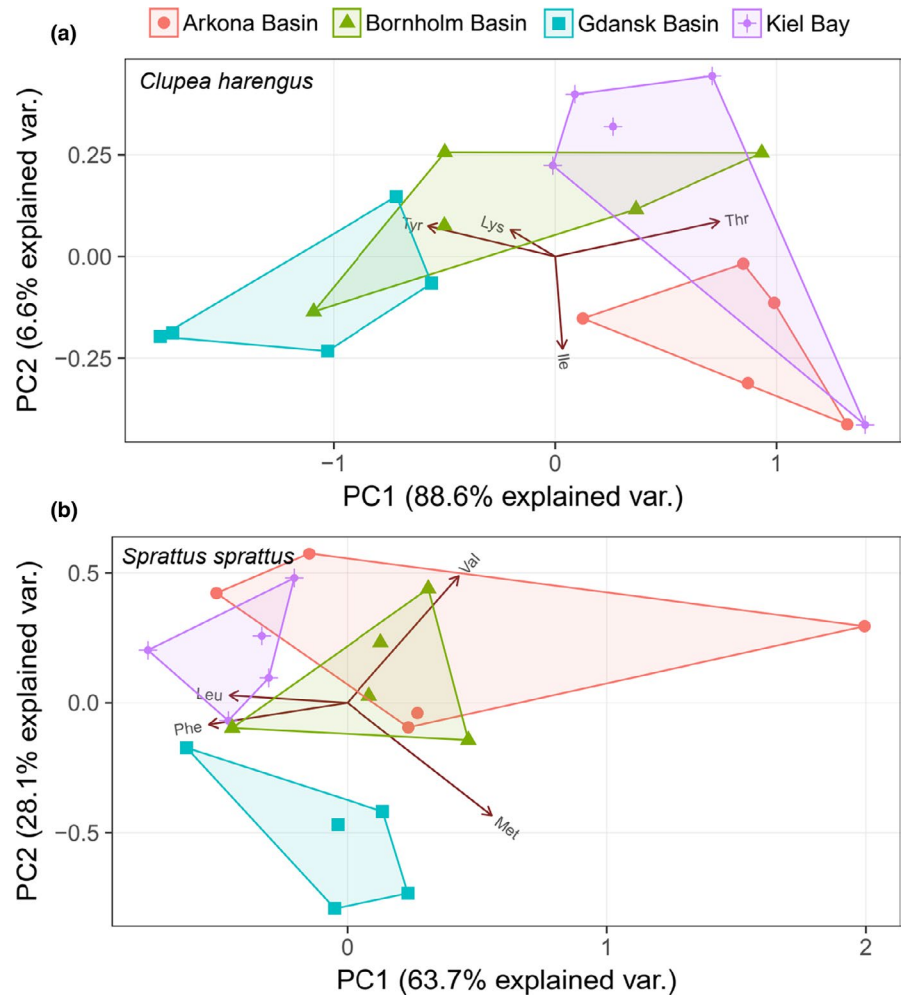 (a)
Arkona Basin Bornholm Basin Gdansk Basin Kiel Bay
Clupea harengus
0.25
0.00
−0.25
PC2 (6.6% explained var.)
Tyr
Lys
Thr
Ile
−1 0 1
PC1 (88.6% explained var.)
(b)
Sprattus sprattus
0.5
0.0
−0.5
PC2 (28.1% explained var.)
Val
Leu
Phe
Met
0 1 2
PC1 (63.7% explained var.)